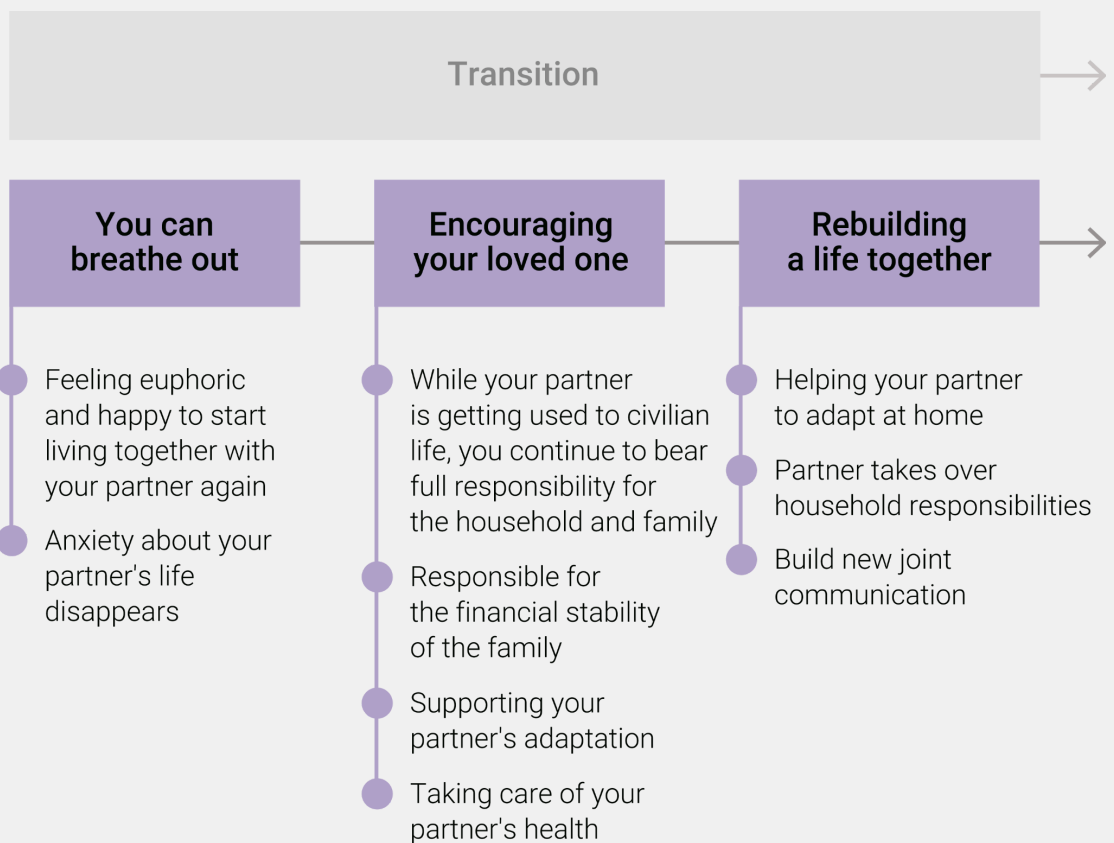 Transition
You can
breathe out
Feeling euphoric
and happy to start
living together with
your partner again
Anxiety about your
partner's life
disappears
Encouraging
your loved one
While your partner
is getting used to civilian
life, you continue to bear
full responsibility for
the household and family
Responsible for
the financial stability
of the family
Supporting your
partner's adaptation
Taking care of your
partner's health
Rebuilding
a life together
Helping your partner
to adapt at home
Partner takes over
household responsibilities
Build new joint
communication